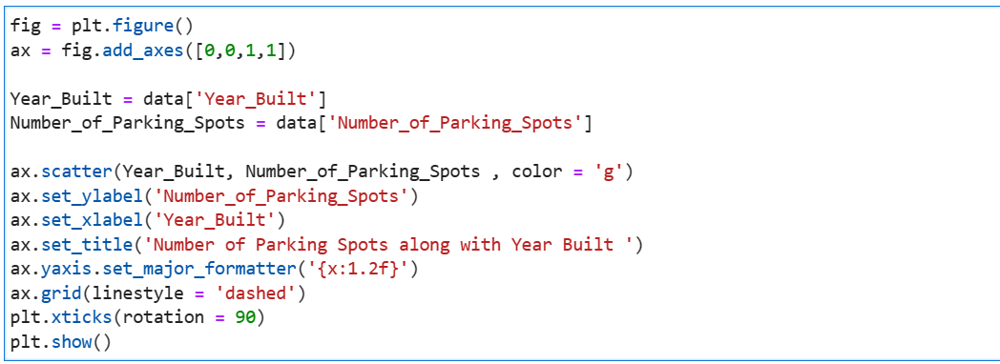 fig = plt.figure()
ax = fig.add_axes([0,0,1,1])
Year_Built = data['Year_Built']
Number_of_Parking_Spots = data['Number_of_Parking_Spots']
ax.scatter(Year_Built, Number_of_Parking_Spots , color = 'g')
ax.set_ylabel('Number_of_Parking_Spots')
ax.set_xlabel('Year_Built')
ax.set_title('Number of Parking Spots along with Year Built ')
ax.yaxis.set_major_formatter('{x:1.2f}')
ax.grid(linestyle = 'dashed')
plt.xticks(rotation = 90)
plt.show()